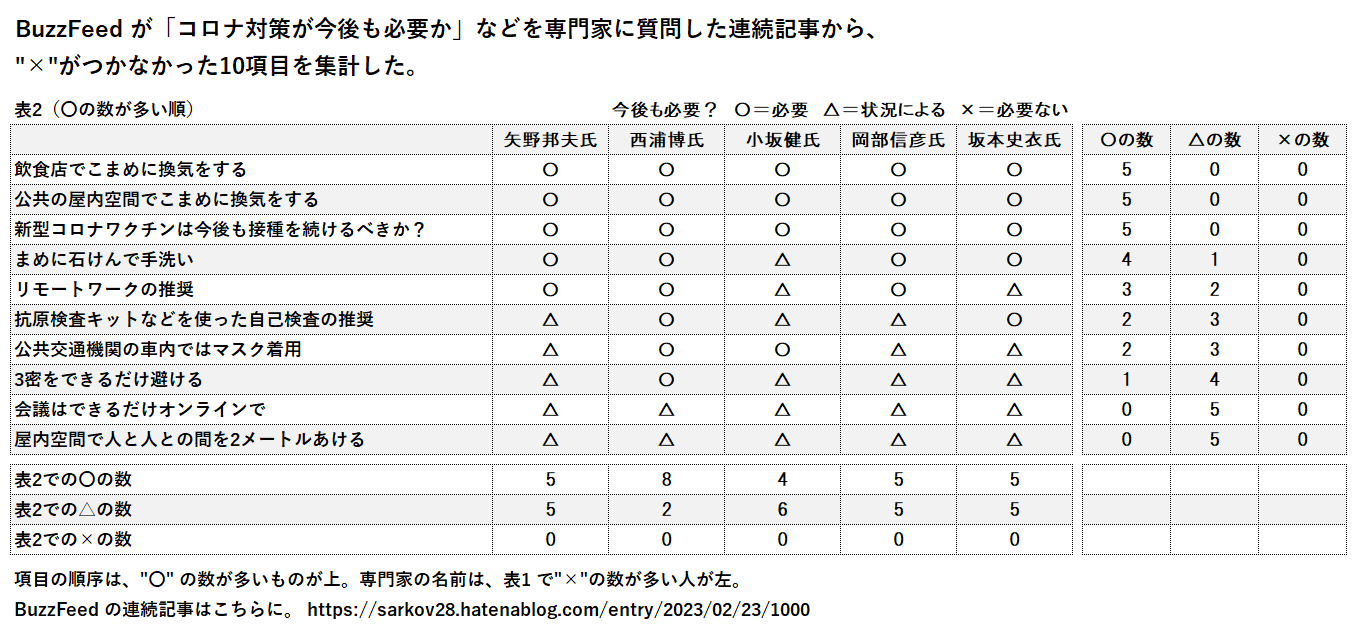 BuzzFeed が「コロナ対策が今後も必要か」などを専門家に質問した連続記事から、
"×"がつかなかった10項目を集計した。
表2（〇の数が多い順） 今後も必要？ 〇＝必要 △＝状況による ×＝必要ない
矢野邦夫氏 西浦博氏 小坂健氏 岡部信彦氏 坂本史衣氏 〇の数 △の数 ×の数
飲食店でこまめに換気をする 〇 〇 〇 〇 〇 5 0 0
公共の屋内空間でこまめに換気をする 〇 〇 〇 〇 〇 5 0 0
新型コロナワクチンは今後も接種を続けるべきか？ 〇 〇 〇 〇 〇 5 0 0
まめに石けんで手洗い 〇 〇 △ 〇 〇 4 1 0
リモートワークの推奨 〇 〇 △ 〇 △ 3 2 0
抗原検査キットなどを使った自己検査の推奨 △ 〇 △ △ 〇 2 3 0
公共交通機関の車内ではマスク着用 △ 〇 〇 △ △ 2 3 0
3密をできるだけ避ける △ 〇 △ △ △ 1 4 0
会議はできるだけオンラインで △ △ △ △ △ 0 5 0
屋内空間で人と人との間を2メートルあける △ △ △ △ △ 0 5 0
表2での〇の数 5 8 4 5 5
表2での△の数 5 2 6 5 5
表2での×の数 0 0 0 0 0
項目の順序は、"〇" の数が多いものが上。専門家の名前は、表1 で"×"の数が多い人が左。
BuzzFeed の連続記事はこちらに。 https://sarkov28.hatenablog.com/entry/2023/02/23/1000